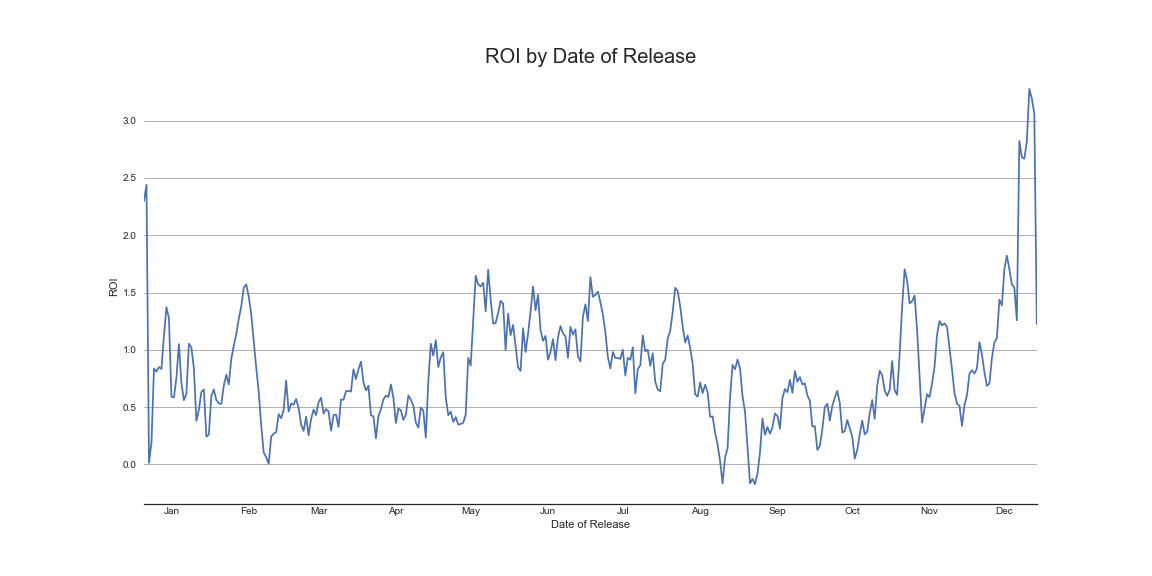 ROI by Date of Release
3.0
2.5
2.0
1.5
1.0
0.5
0.0
ROI
Jan Feb Mar Apr May Jun Jul Aug Sep Oct Nov Dec
Date of Release